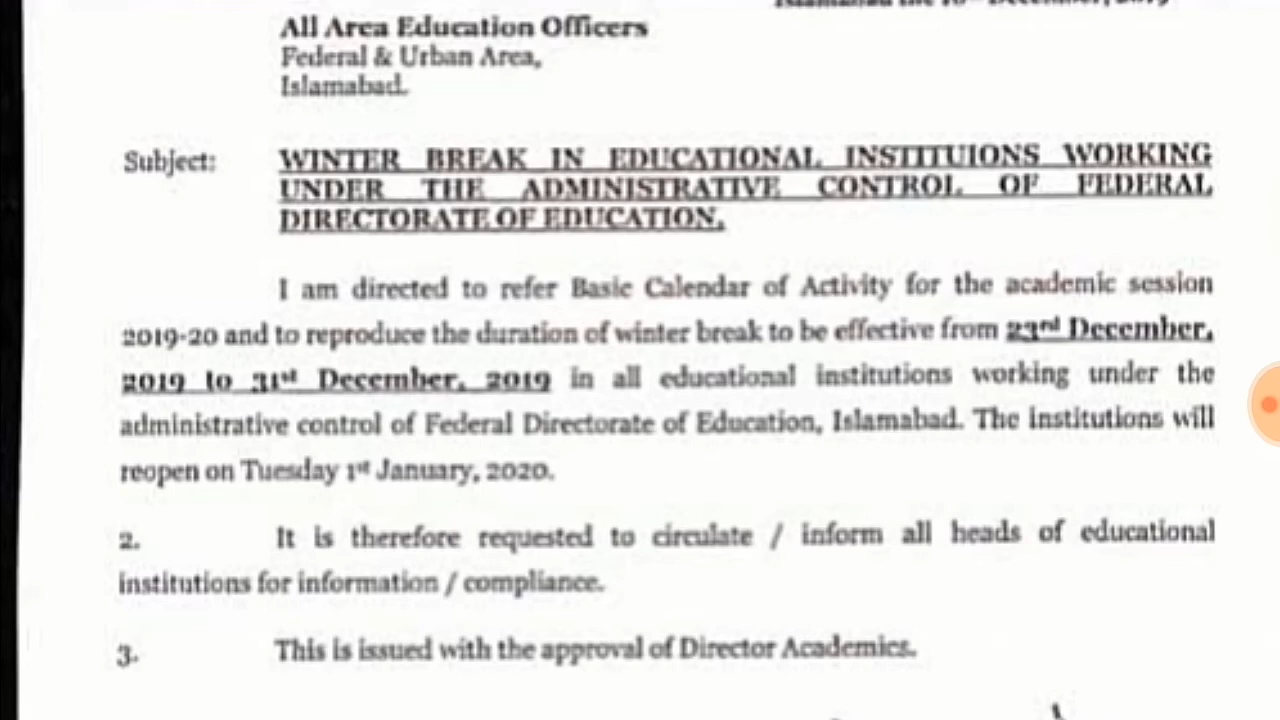 All Area Education Officers
Federal & Urban Area,
Islamabad.
Subject: WINTER BREAK IN EDUCATIONAL INSTITUIONS WORKING
UNDER THE ADMINISTRATIVE CONTROL OF FEDERAL
DIRECTORATE OF EDUCATION.
I am directed to refer Basic Calendar of Activity for the academic session
2019-20 and to reproduce the duration of winter break to be effective from 23rd December,
2019 to 31st December, 2019 in all educational institutions working under the
administrative control of Federal Directorate of Education, Islamabad. The institutions will
reopen on Tuesday 1st January, 2020.
2. It is therefore requested to circulate / inform all heads of educational
institutions for information / compliance.
3. This is issued with the approval of Director Academics.